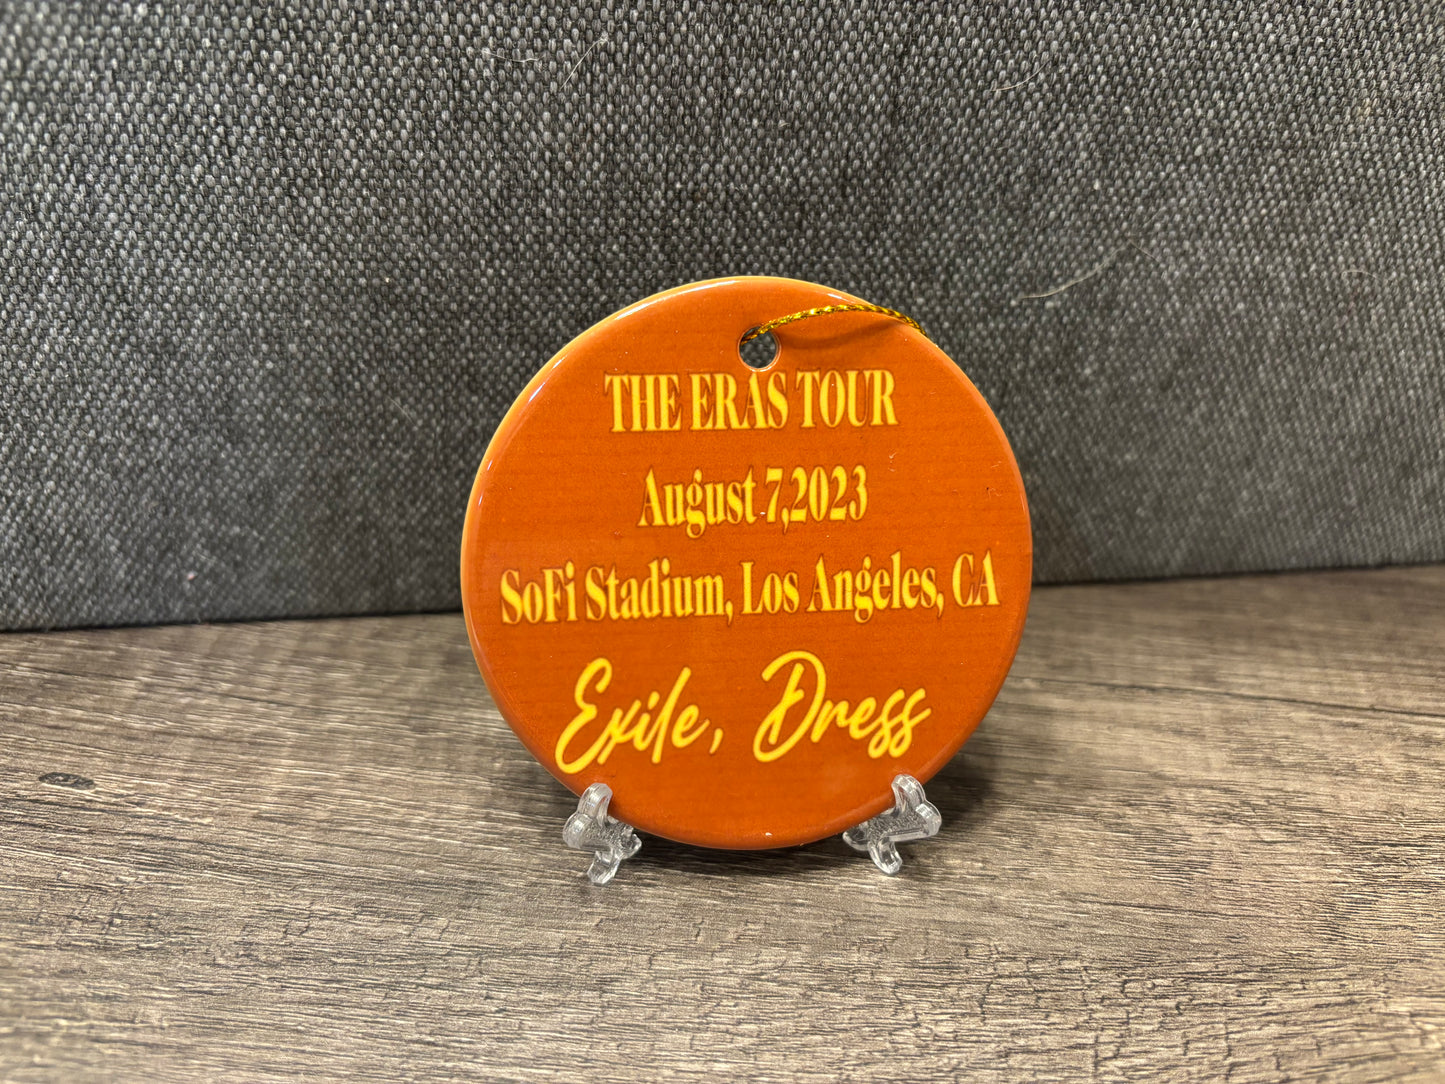 THE ERAS TOUR
August 7,2023
SoFi Stadium, Los Angeles, CA
Exile, Dress